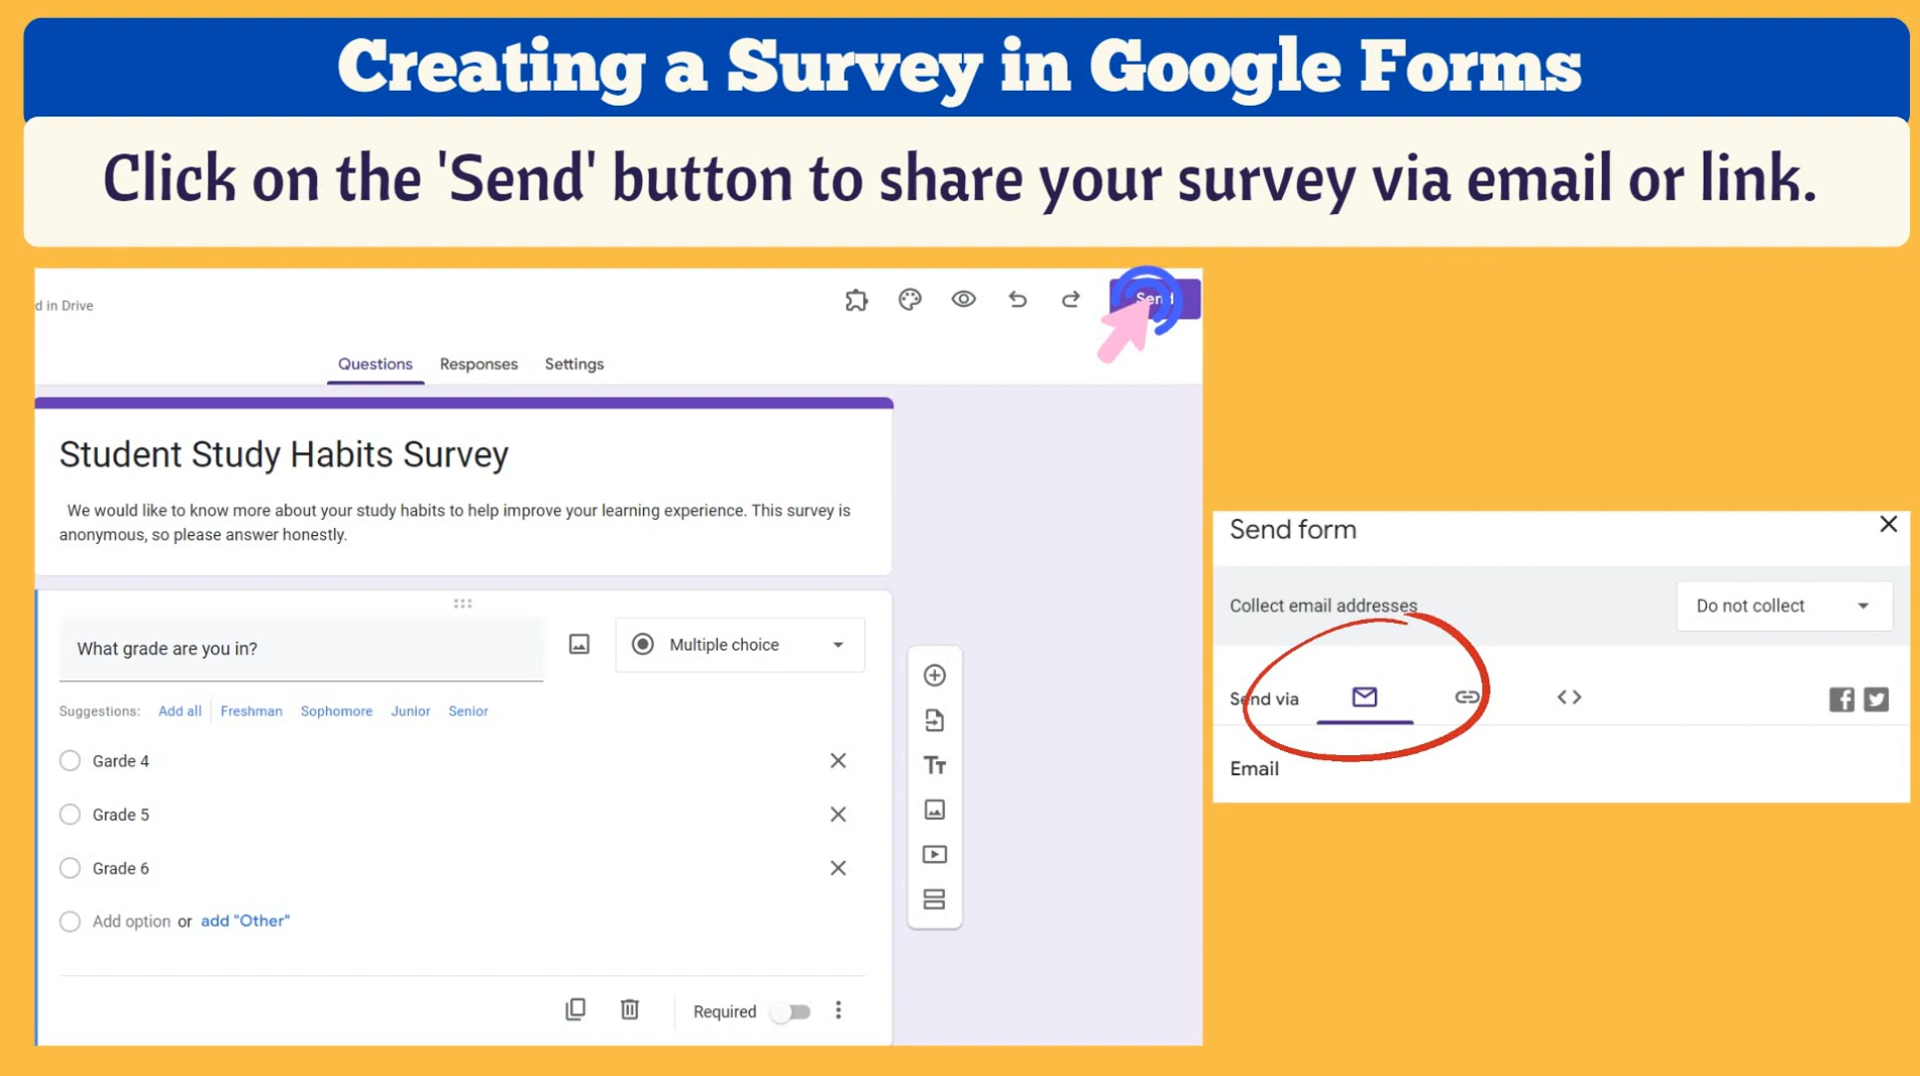 Creating a Survey in Google Forms
Click on the 'Send' button to share your survey via email or link.
d in Drive
Send
Questions Responses Settings
Student Study Habits Survey
We would like to know more about your study habits to help improve your learning experience. This survey is
anonymous, so please answer honestly.
What grade are you in?
Multiple choice
Suggestions: Add all Freshman Sophomore Junior Senior
Garde 4
Grade 5
Grade 6
Add option or add "Other"
Required
Send form
Collect email addresses
Do not collect
Send via
Email